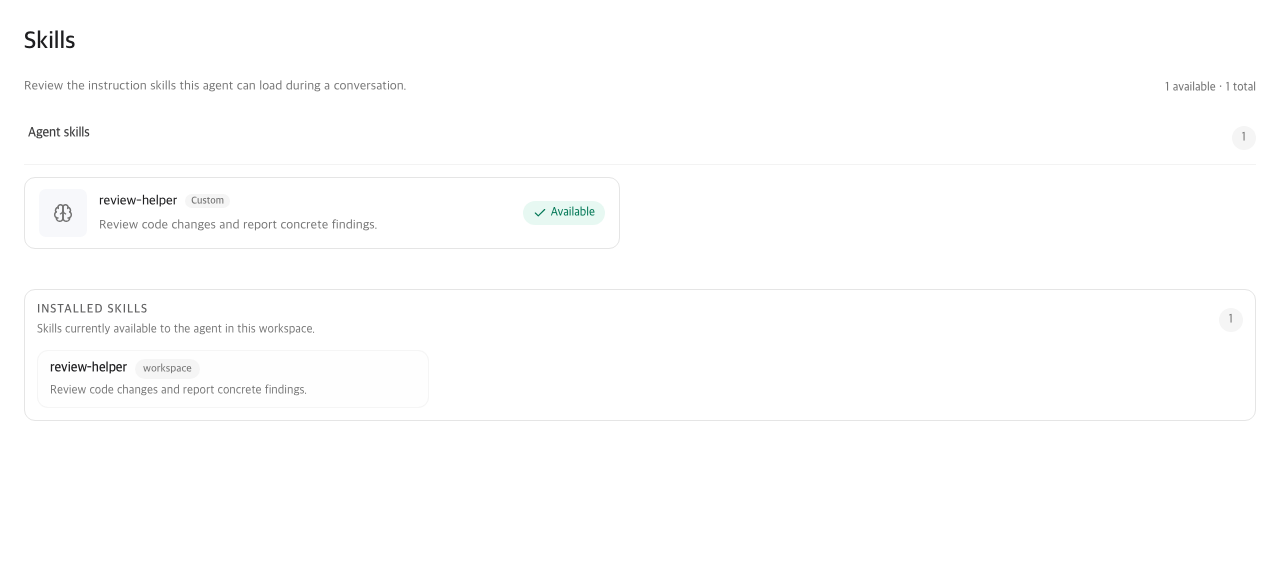 Skills
Review the instruction skills this agent can load during a conversation.
1 available · 1 total
Agent skills
1
review-helper Custom
Review code changes and report concrete findings.
Available
INSTALLED SKILLS
Skills currently available to the agent in this workspace.
1
review-helper workspace
Review code changes and report concrete findings.